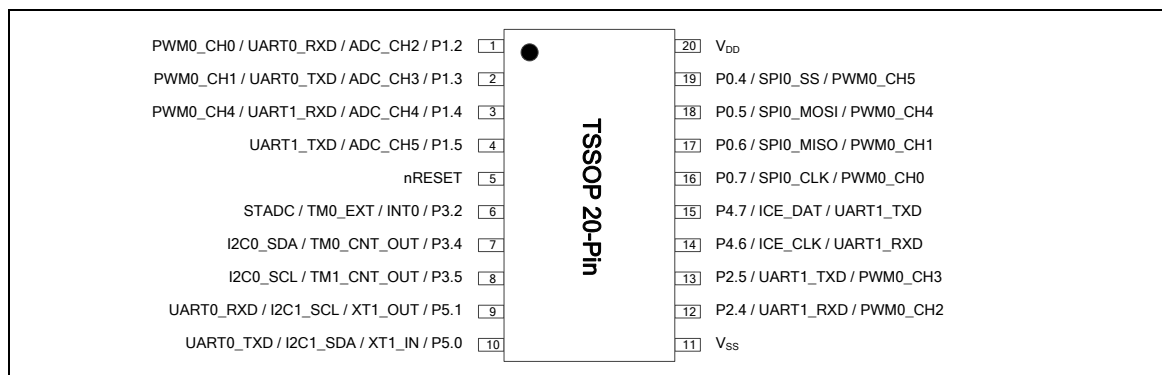 PWM0_CH0 / UART0_RXD / ADC_CH2 / P1.2 1
PWM0_CH1 / UART0_TXD / ADC_CH3 / P1.3 2
PWM0_CH4 / UART1_RXD / ADC_CH4 / P1.4 3
UART1_TXD / ADC_CH5 / P1.5 4
nRESET 5
STADC / TM0_EXT / INT0 / P3.2 6
I2C0_SDA / TM0_CNT_OUT / P3.4 7
I2C0_SCL / TM1_CNT_OUT / P3.5 8
UART0_RXD / I2C1_SCL / XT1_OUT / P5.1 9
UART0_TXD / I2C1_SDA / XT1_IN / P5.0 10
TSSOP 20-Pin
20 VDD
19 P0.4 / SPI0_SS / PWM0_CH5
18 P0.5 / SPI0_MOSI / PWM0_CH4
17 P0.6 / SPI0_MISO / PWM0_CH1
16 P0.7 / SPI0_CLK / PWM0_CH0
15 P4.7 / ICE_DAT / UART1_TXD
14 P4.6 / ICE_CLK / UART1_RXD
13 P2.5 / UART1_TXD / PWM0_CH3
12 P2.4 / UART1_RXD / PWM0_CH2
11 VSS